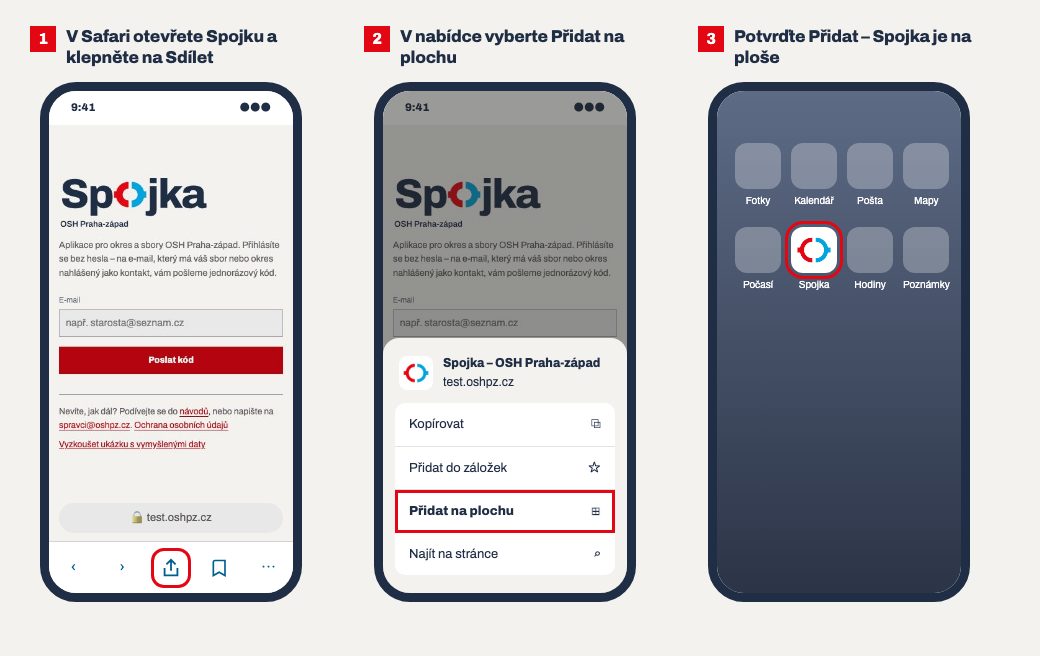 1 V Safari otevřete Spojku a
klepněte na Sdílet
9:41
Spojka
OSH Praha-západ
Aplikace pro okres a sbory OSH Praha-západ. Přihlásíte
se bez hesla – na e-mail, který má váš sbor nebo okres
nahlášený jako kontakt, vám pošleme jednorázový kód.
E-mail
např. starosta@seznam.cz
Poslat kód
Nevíte, jak dál? Podívejte se do návodů, nebo napište na
spravci@oshpz.cz. Ochrana osobních údajů
Vyzkoušet ukázku s vymyšlenými daty
test.oshpz.cz
2 V nabídce vyberte Přidat na
plochu
9:41
Spojka
OSH Praha-západ
Aplikace pro okres a sbory OSH Praha-západ. Přihlásíte
se bez hesla – na e-mail, který má váš sbor nebo okres
nahlášený jako kontakt, vám pošleme jednorázový kód.
E-mail
např. starosta@seznam.cz
Spojka – OSH Praha-západ
test.oshpz.cz
Kopírovat
Přidat do záložek
Přidat na plochu
Najít na stránce
3 Potvrďte Přidat – Spojka je na
ploše
Fotky Kalendář Pošta Mapy
Počasí Spojka Hodiny Poznámky